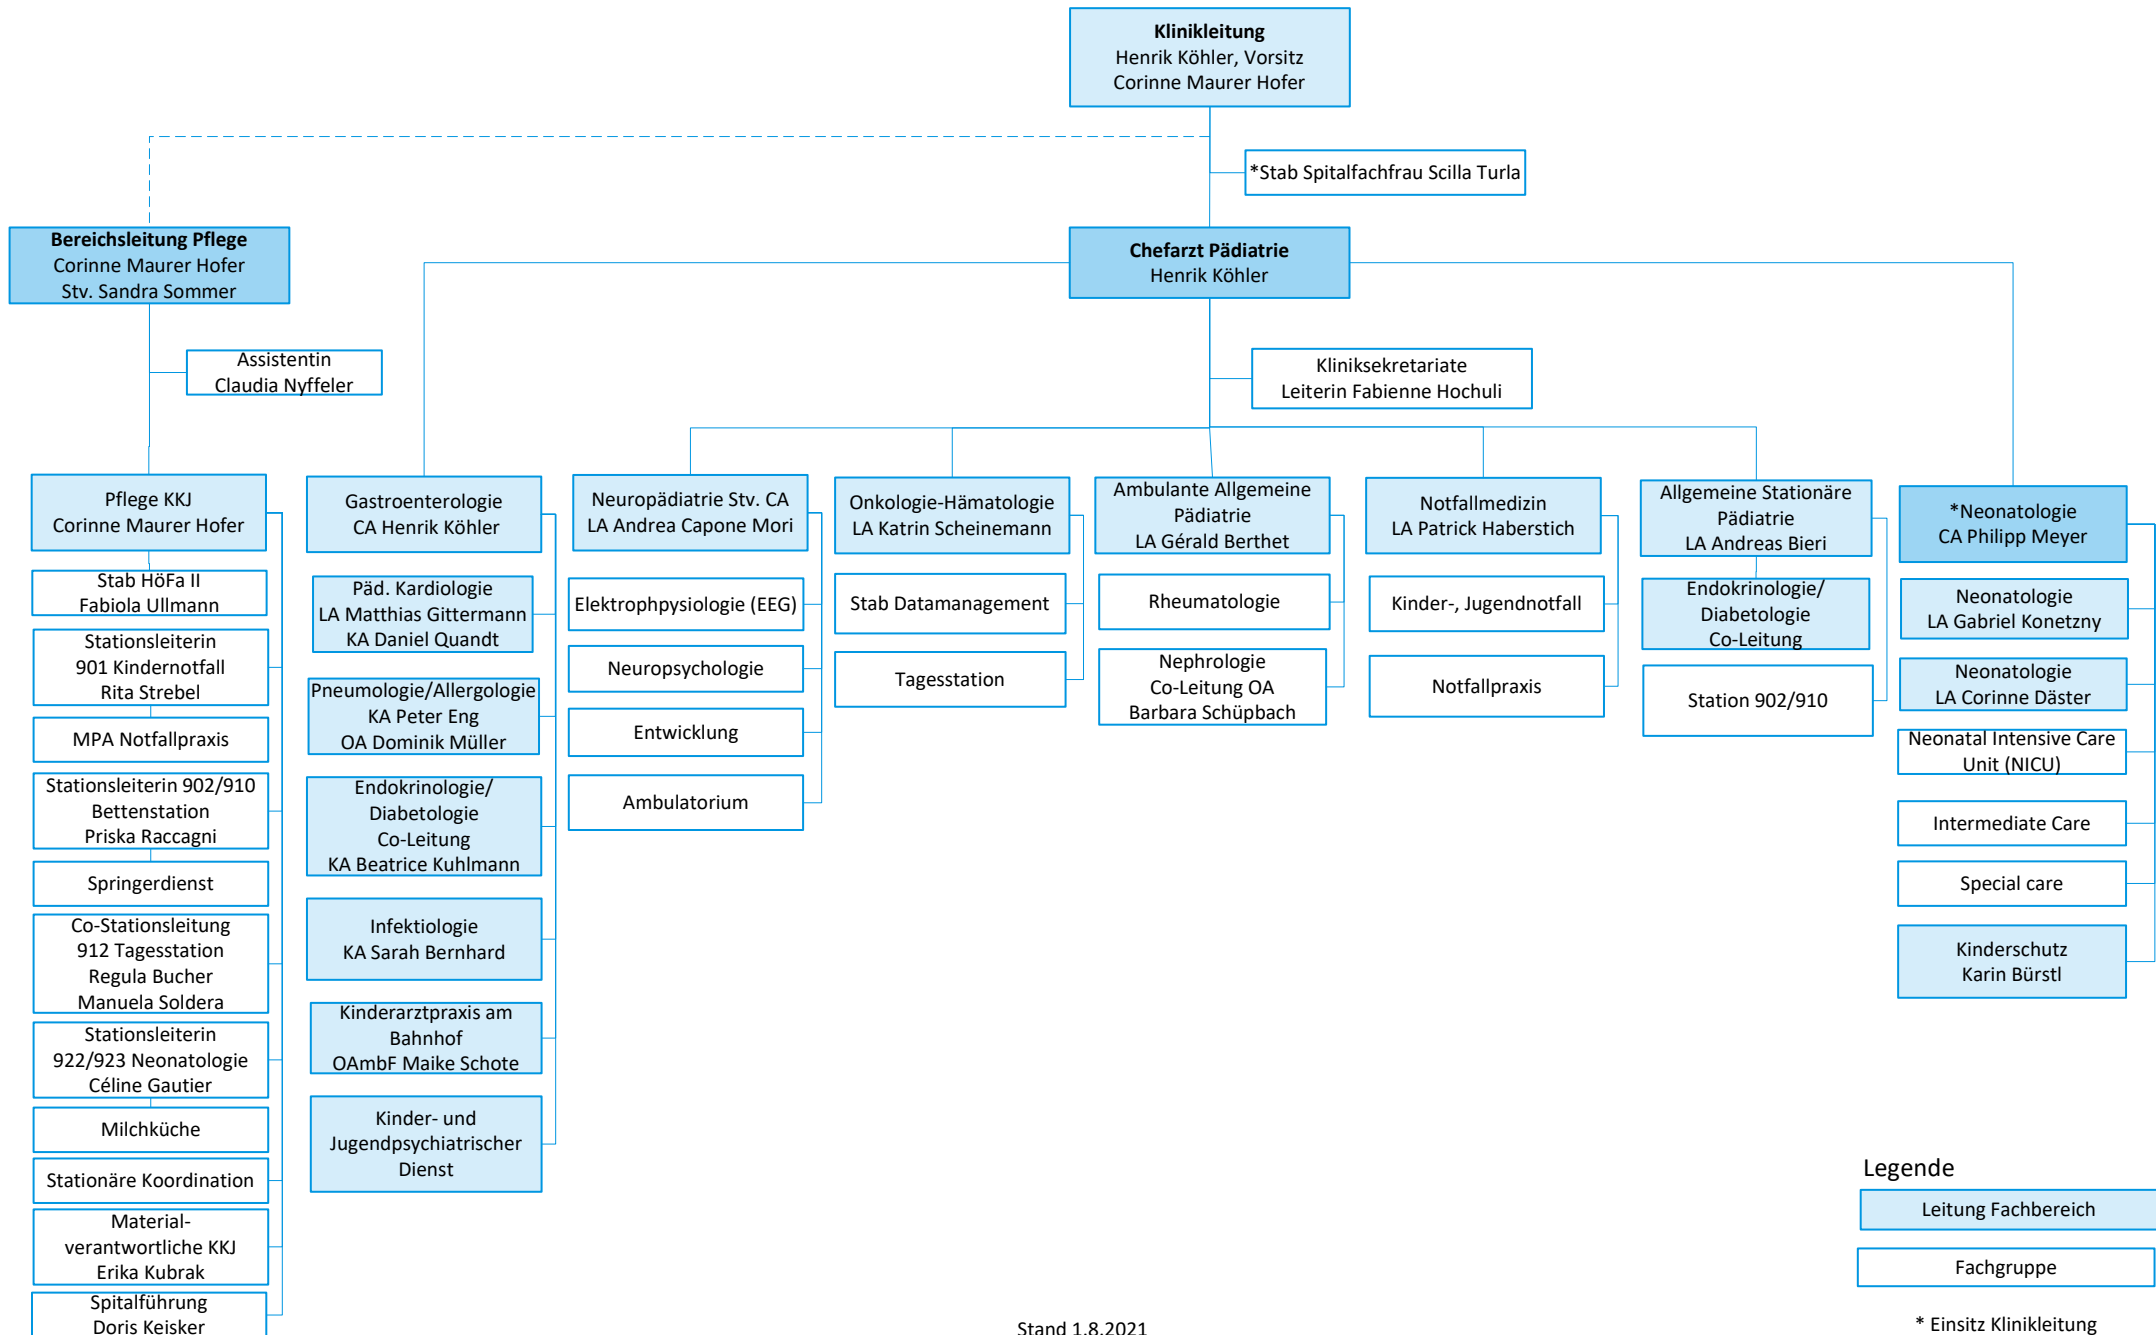 Klinikleitung
Henrik Köhler, Vorsitz
Corinne Maurer Hofer
*Stab Spitalfachfrau Scilla Turla
Bereichsleitung Pflege
Corinne Maurer Hofer
Stv. Sandra Sommer
Chefarzt Pädiatrie
Henrik Köhler
Assistentin
Claudia Nyffeler
Kliniksekretariate
Leiterin Fabienne Hochuli
Pflege KKJ
Corinne Maurer Hofer
Stab HöFa II
Fabiola Ullmann
Stationsleiterin
901 Kindernotfall
Rita Strebel
MPA Notfallpraxis
Stationsleiterin 902/910
Bettenstation
Priska Raccagni
Springerdienst
Co-Stationsleitung
912 Tagesstation
Regula Bucher
Manuela Soldera
Stationsleiterin
922/923 Neonatologie
Céline Gautier
Milchküche
Stationäre Koordination
Material-
verantwortliche KKJ
Erika Kubrak
Spitalführung
Doris Keisker
Gastroenterologie
CA Henrik Köhler
Päd. Kardiologie
LA Matthias Gittermann
KA Daniel Quandt
Pneumologie/Allergologie
KA Peter Eng
OA Dominik Müller
Endokrinologie/
Diabetologie
Co-Leitung
KA Beatrice Kuhlmann
Infektiologie
KA Sarah Bernhard
Kinderarztpraxis am
Bahnhof
OAmbF Maike Schote
Kinder- und
Jugendpsychiatrischer
Dienst
Neuropädiatrie Stv. CA
LA Andrea Capone Mori
Elektrophpysiologie (EEG)
Neuropsychologie
Entwicklung
Ambulatorium
Onkologie-Hämatologie
LA Katrin Scheinemann
Stab Datamanagement
Tagesstation
Ambulante Allgemeine
Pädiatrie
LA Gérald Berthet
Rheumatologie
Nephrologie
Co-Leitung OA
Barbara Schüpbach
Notfallmedizin
LA Patrick Haberstich
Kinder-, Jugendnotfall
Notfallpraxis
Allgemeine Stationäre
Pädiatrie
LA Andreas Bieri
Endokrinologie/
Diabetologie
Co-Leitung
Station 902/910
*Neonatologie
CA Philipp Meyer
Neonatologie
LA Gabriel Konetzny
Neonatologie
LA Corinne Däster
Neonatal Intensive Care
Unit (NICU)
Intermediate Care
Special care
Kinderschutz
Karin Bürstl
Legende
Leitung Fachbereich
Fachgruppe
* Einsitz Klinikleitung
Stand 1.8.2021